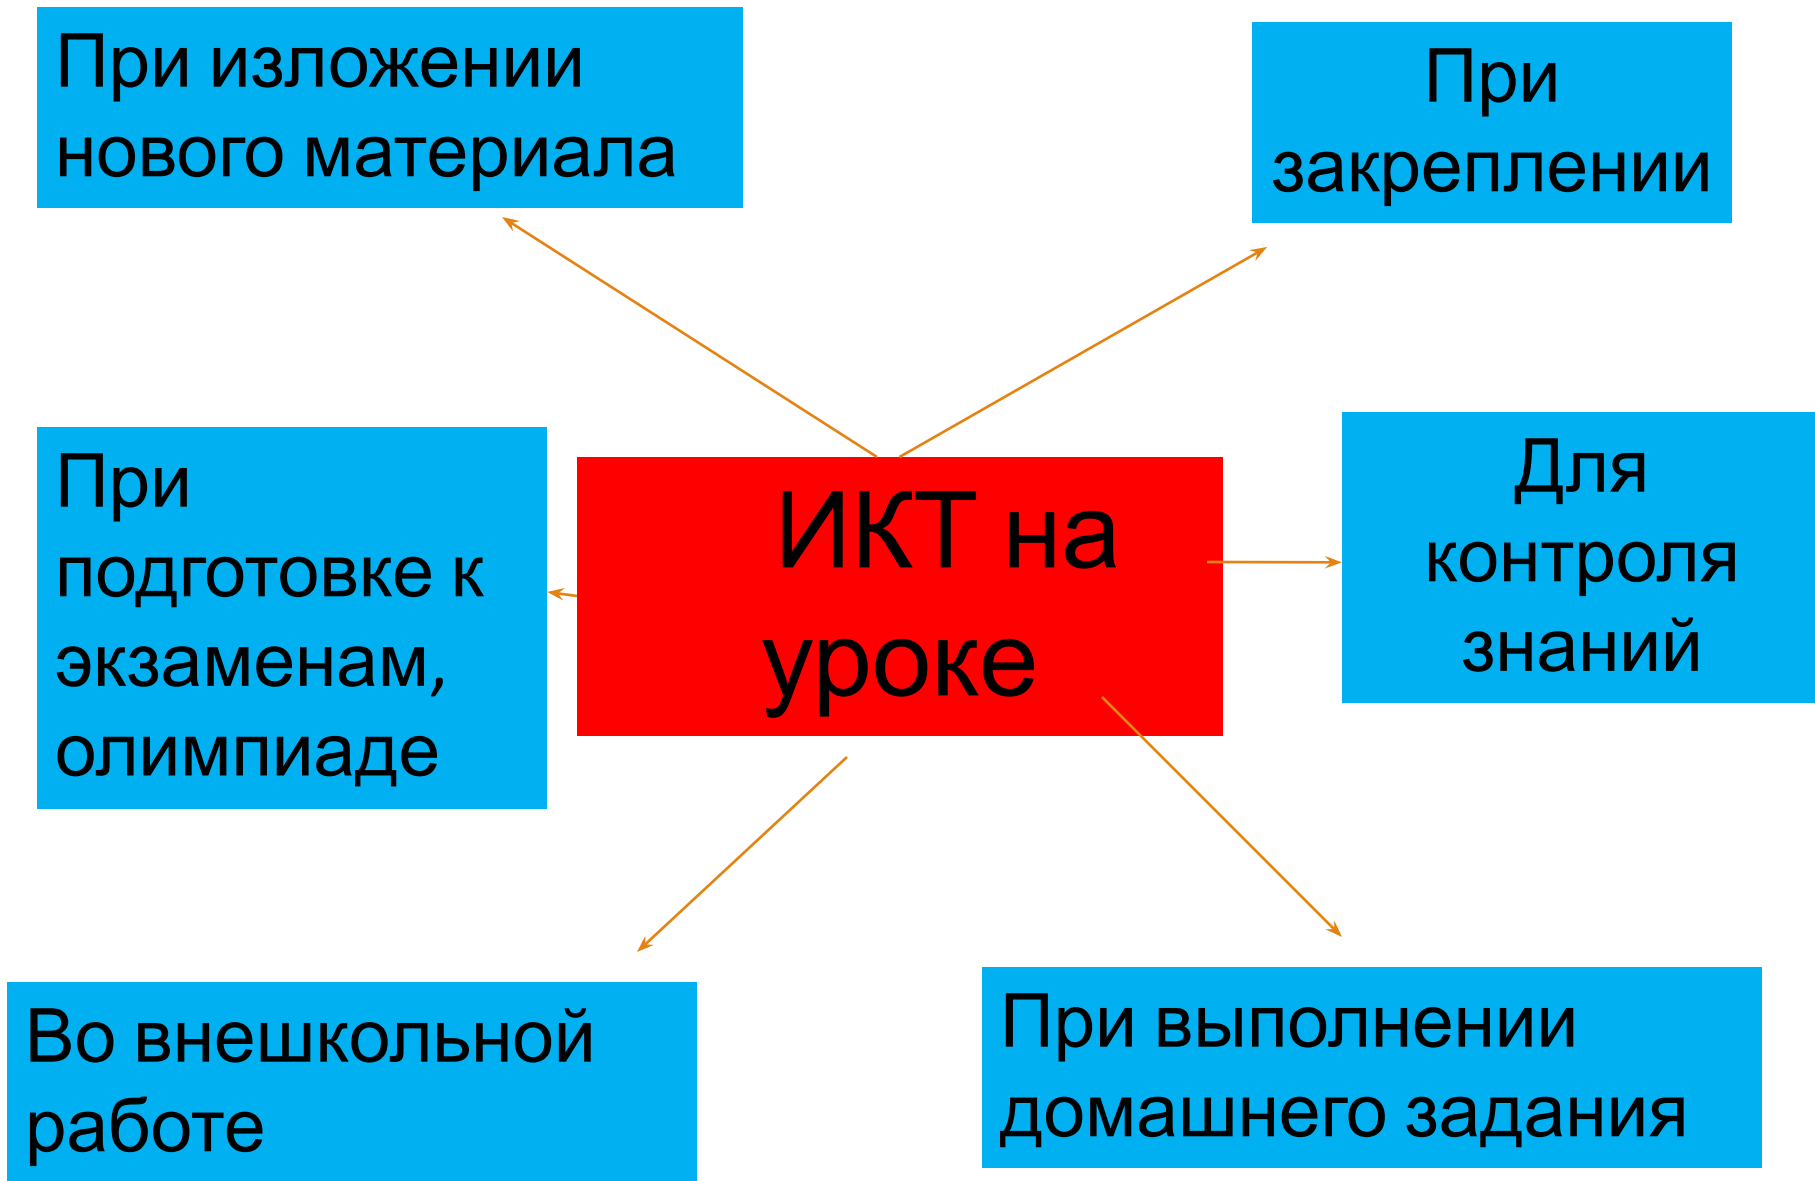 При изложении
нового материала
При
закреплении
При
подготовке к
экзаменам,
олимпиаде
ИКТ на
уроке
Для
контроля
знаний
Во внешкольной
работе
При выполнении
домашнего задания